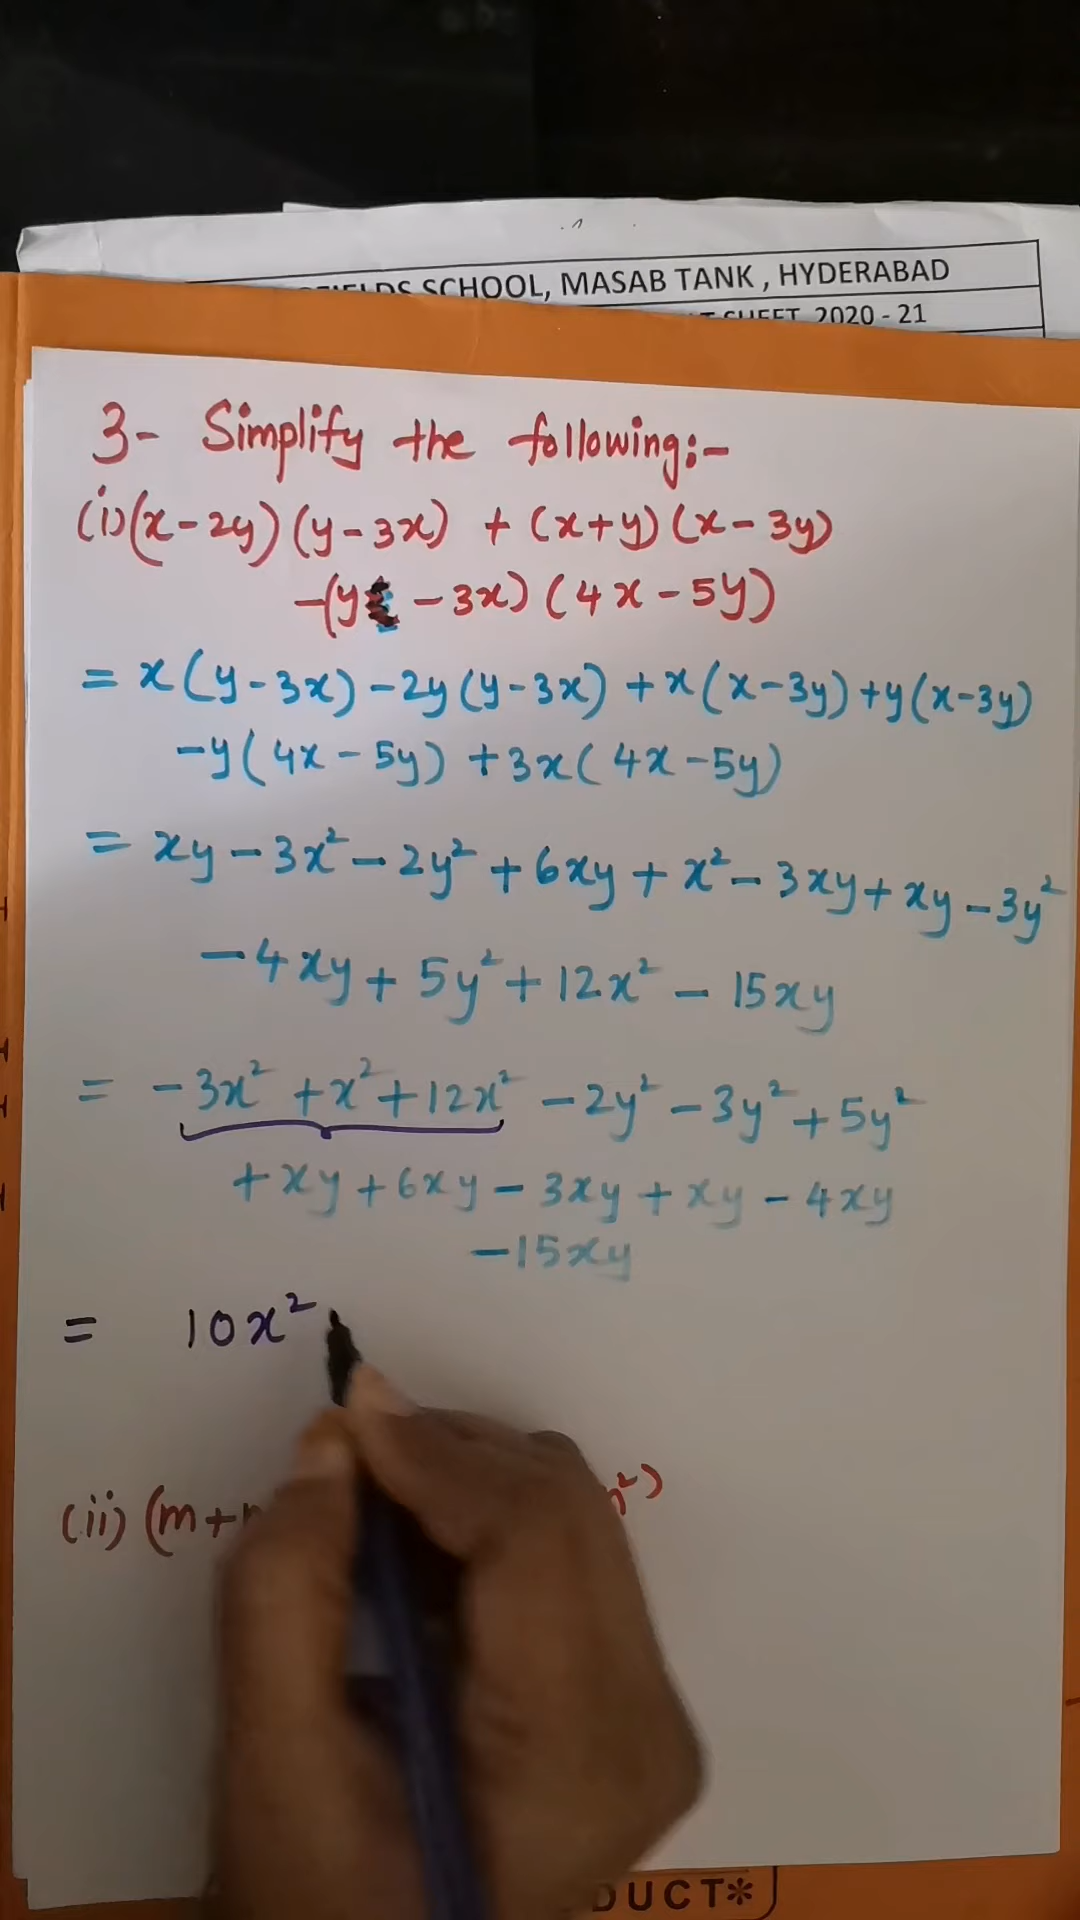 SCHOOL, MASAB TANK , HYDERABAD
SHEET 2020 - 21
3- Simplify the following:-
(i)(x-2y)(y-3x) + (x+y)(x-3y)
-(y -3x)(4x-5y)
= x(y-3x)-2y(y-3x)+x(x-3y)+y(x-3y)
-y(4x-5y)+3x(4x-5y)
= xy-3x²-2y²+6xy+x²-3xy+xy-3y²
-4xy+5y²+12x²-15xy
= -3x²+x²+12x²-2y²-3y²+5y²
+xy+6xy-3xy+xy-4xy
-15xy
= 10x²
(ii) (m+n ²)
DUCT*